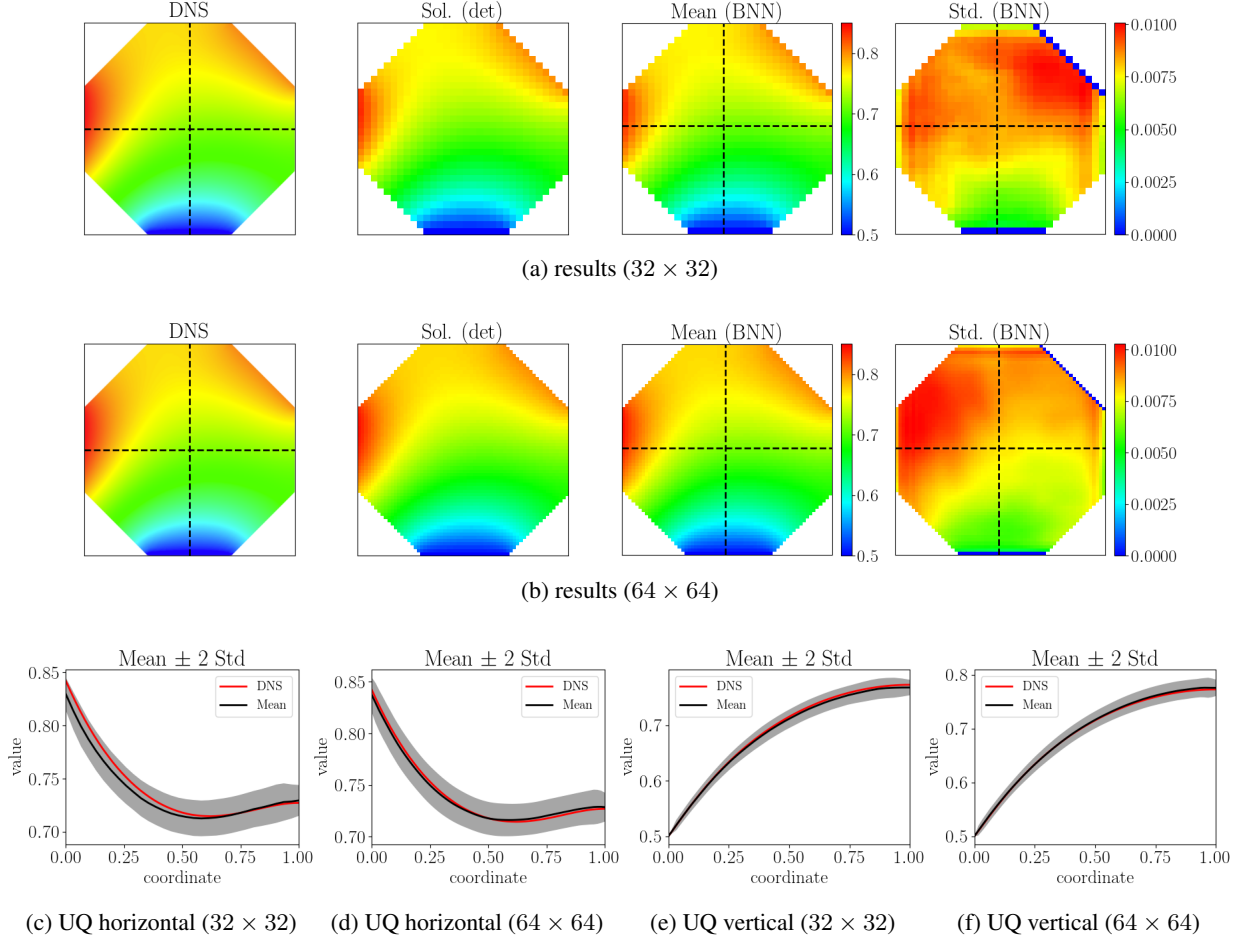 DNS Sol. (det) Mean (BNN) Std. (BNN)
0.8
0.7
0.6
0.5
0.0100
0.0075
0.0050
0.0025
0.0000
(a) results (32 × 32)
DNS Sol. (det) Mean (BNN) Std. (BNN)
0.8
0.7
0.6
0.5
0.0100
0.0075
0.0050
0.0025
0.0000
(b) results (64 × 64)
Mean ± 2 Std
0.85
0.80
0.75
0.70
value
DNS
Mean
0.00 0.25 0.50 0.75 1.00
coordinate
(c) UQ horizontal (32 × 32)
Mean ± 2 Std
0.85
0.80
0.75
0.70
value
DNS
Mean
0.00 0.25 0.50 0.75 1.00
coordinate
(d) UQ horizontal (64 × 64)
Mean ± 2 Std
0.7
0.6
0.5
value
DNS
Mean
0.00 0.25 0.50 0.75 1.00
coordinate
(e) UQ vertical (32 × 32)
Mean ± 2 Std
0.8
0.7
0.6
0.5
value
DNS
Mean
0.00 0.25 0.50 0.75 1.00
coordinate
(f) UQ vertical (64 × 64)